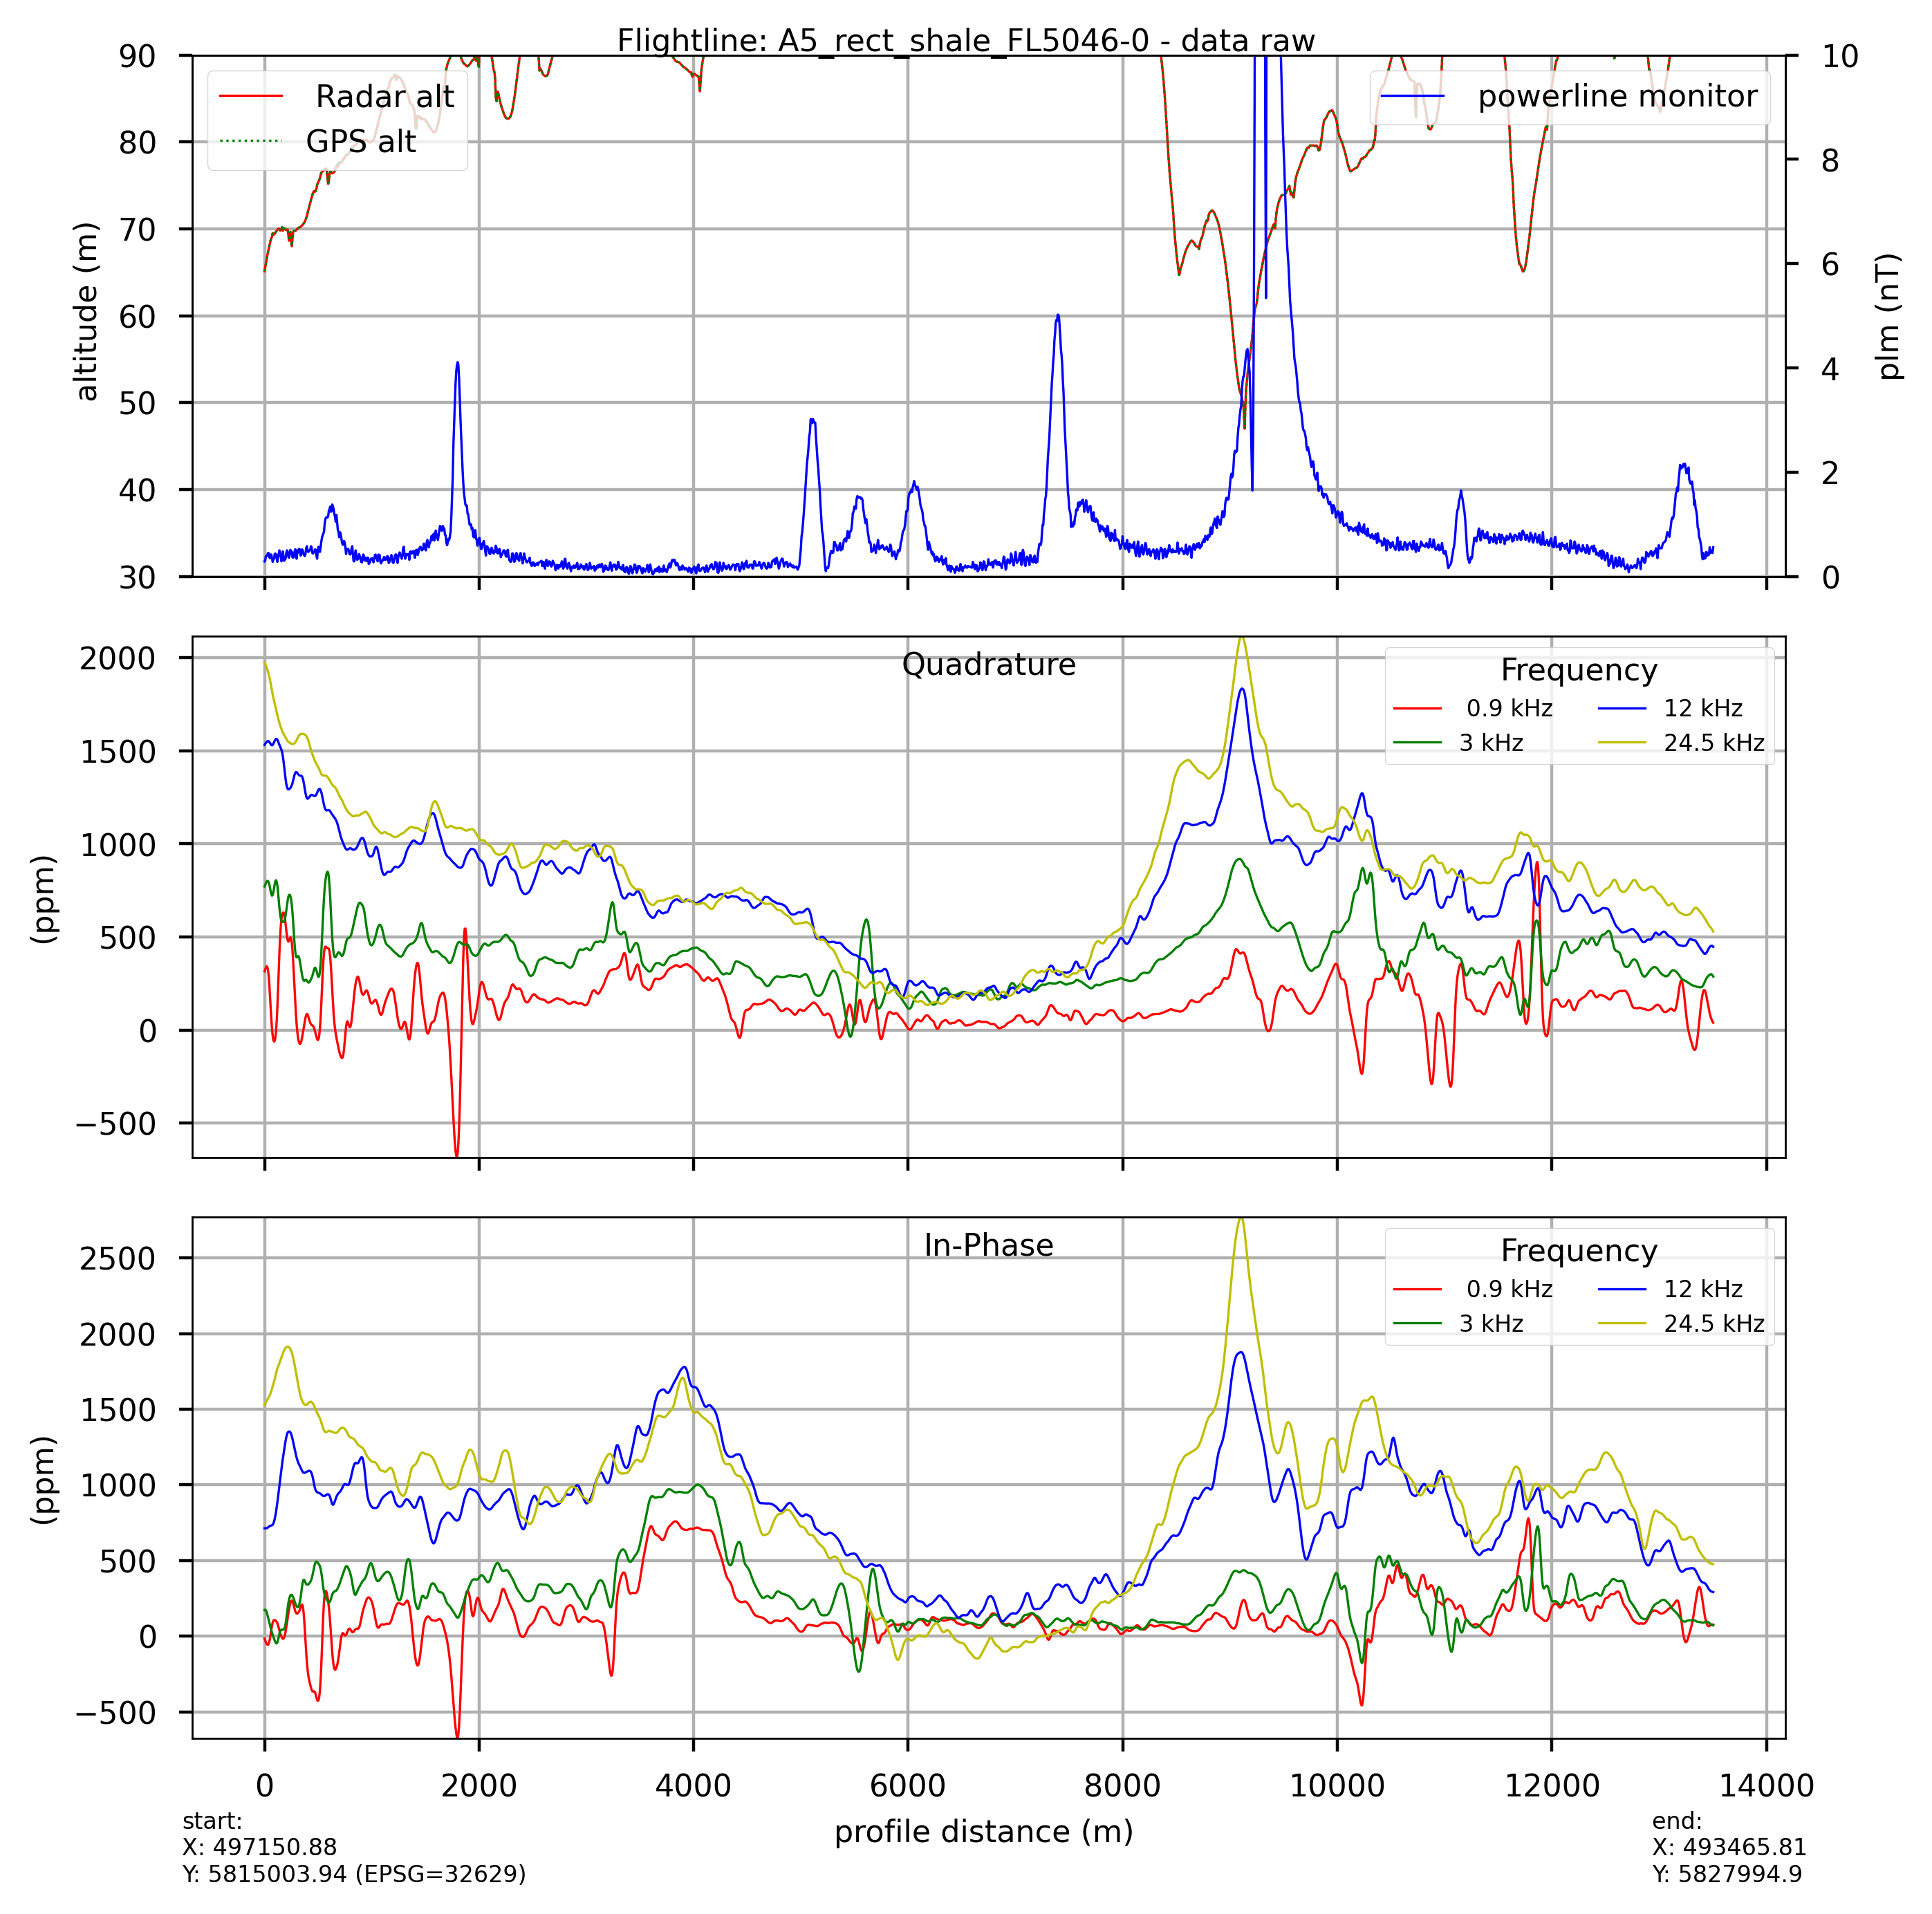 Flightline: A5_rect_shale_FL5046-0 - data raw
90
80
70
60
50
40
30
altitude (m)
Radar alt
GPS alt
powerline monitor
10
8
6
4
2
0
plm (nT)
Quadrature
2000
1500
1000
500
0
−500
(ppm)
Frequency
0.9 kHz 12 kHz
3 kHz 24.5 kHz
In-Phase
2500
2000
1500
1000
500
0
−500
(ppm)
Frequency
0.9 kHz 12 kHz
3 kHz 24.5 kHz
0 2000 4000 6000 8000 10000 12000 14000
profile distance (m)
start:
X: 497150.88
Y: 5815003.94 (EPSG=32629)
end:
X: 493465.81
Y: 5827994.9